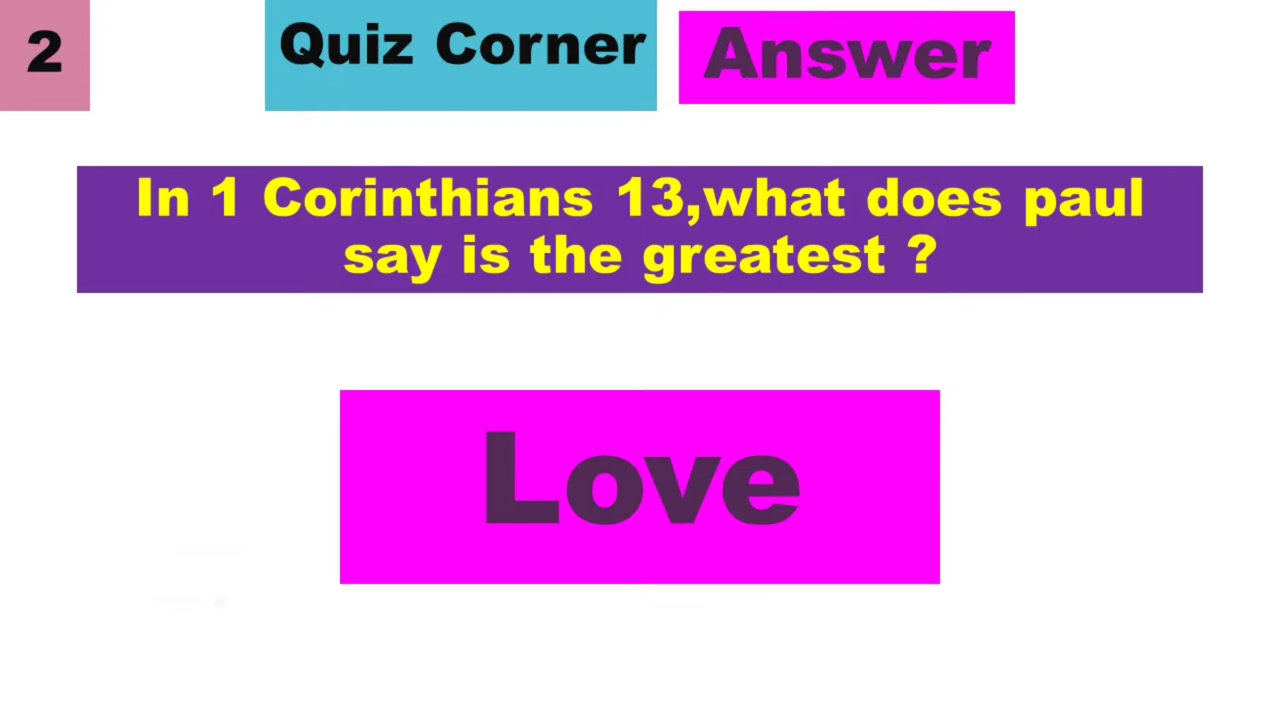 2
Quiz Corner
Answer
In 1 Corinthians 13,what does paul
say is the greatest ?
Love